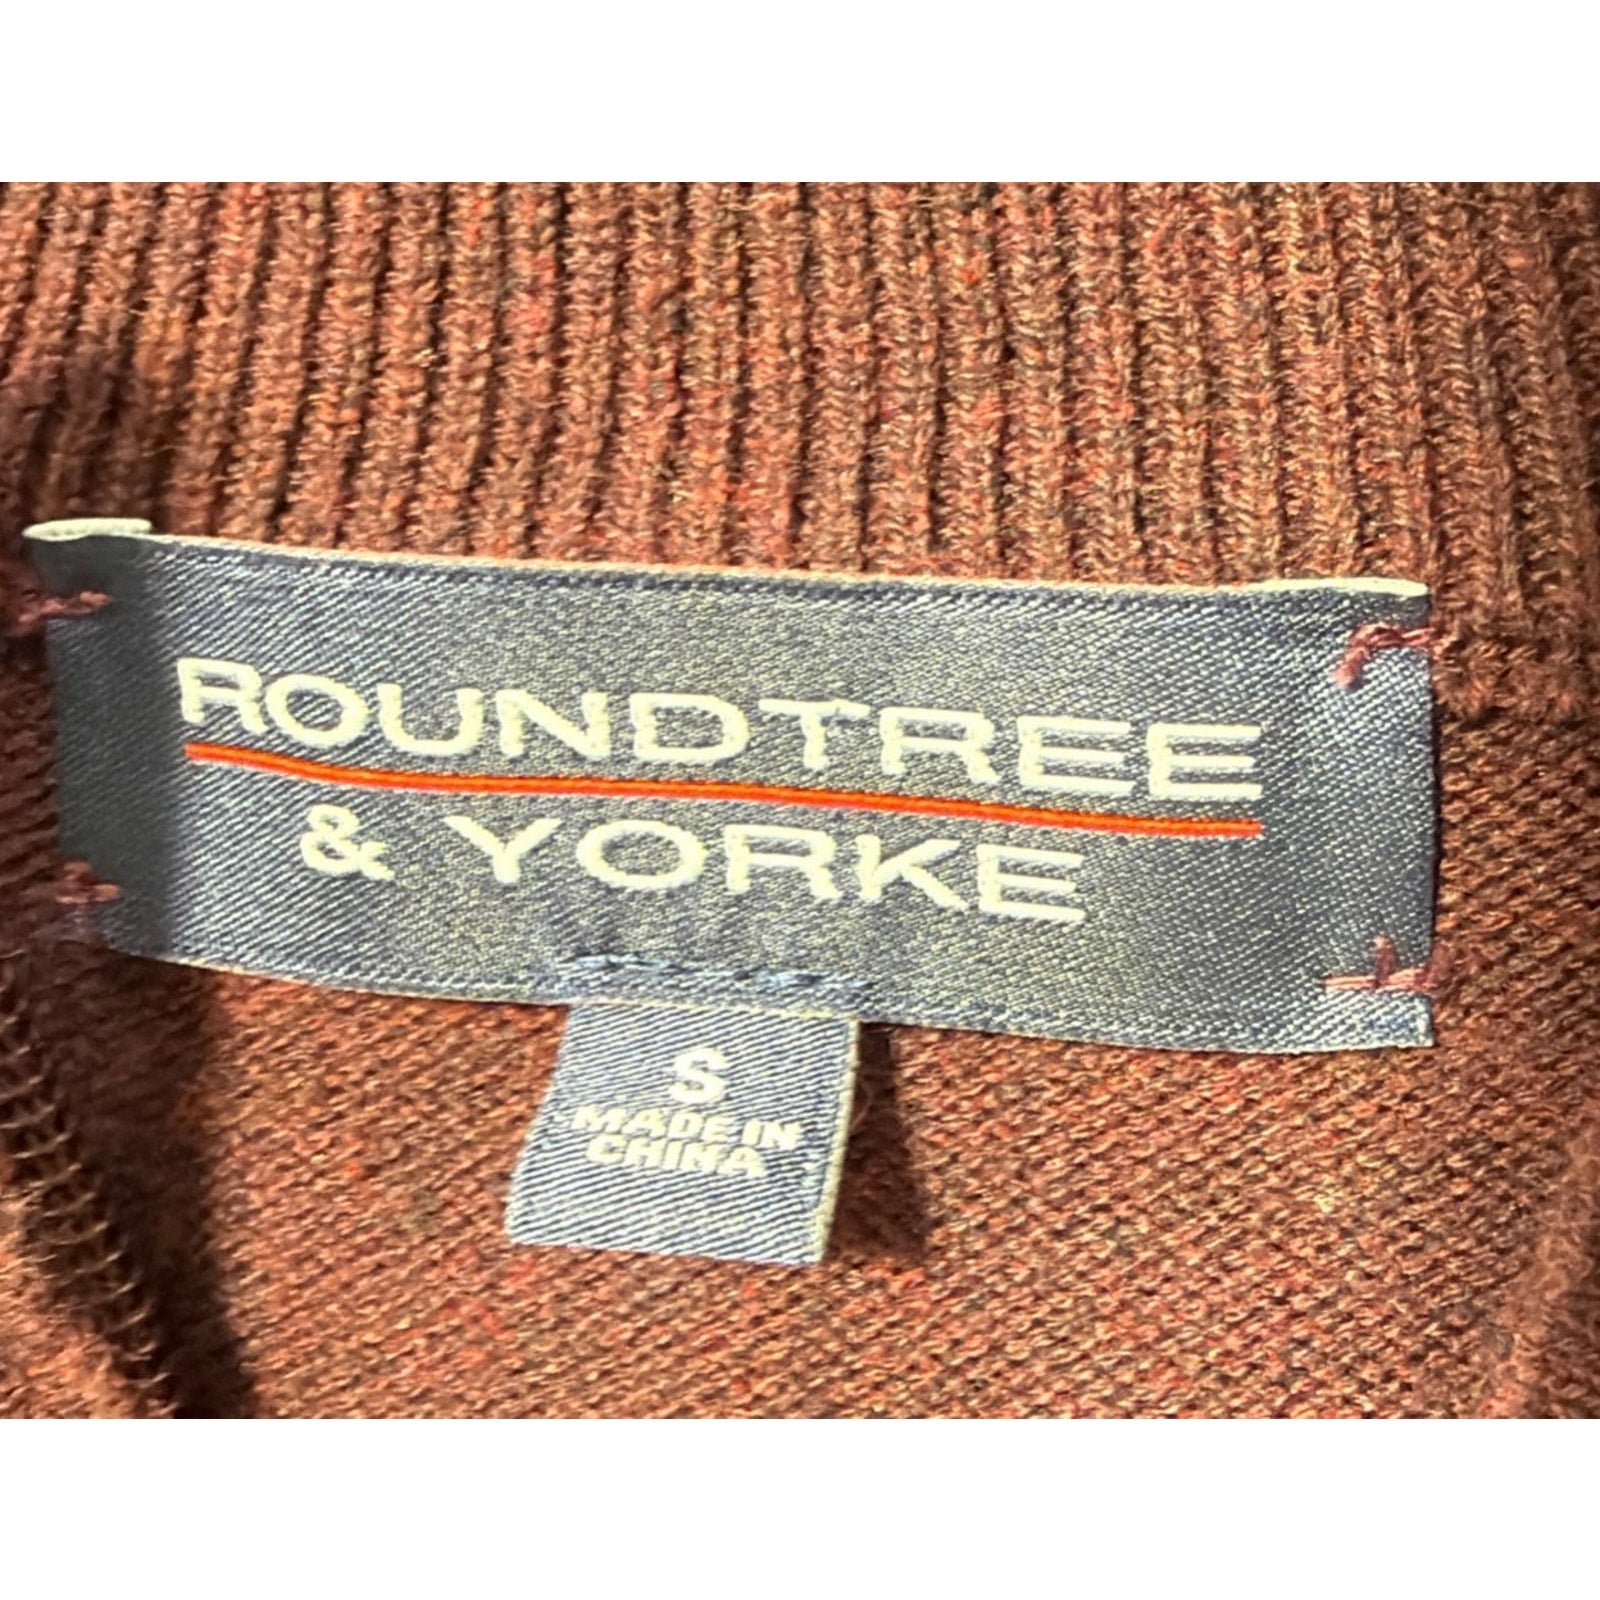 ROUNDTREE
& YORKE
S
MADE IN
CHINA